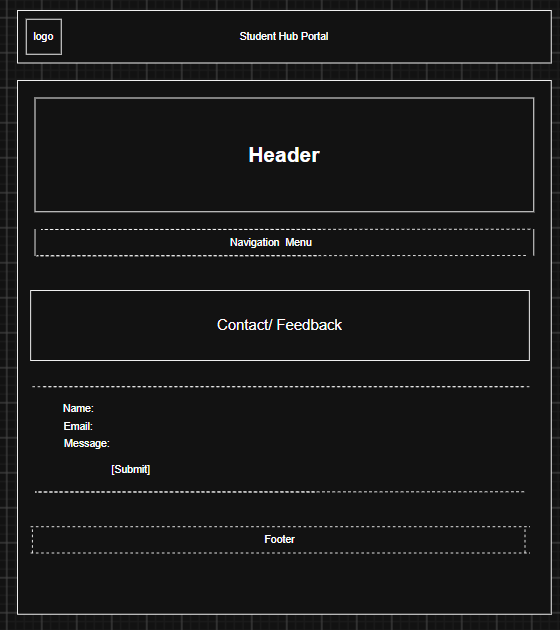 logo
Student Hub Portal
Header
Navigation Menu
Contact/ Feedback
Name:
Email:
Message:
[Submit]
Footer